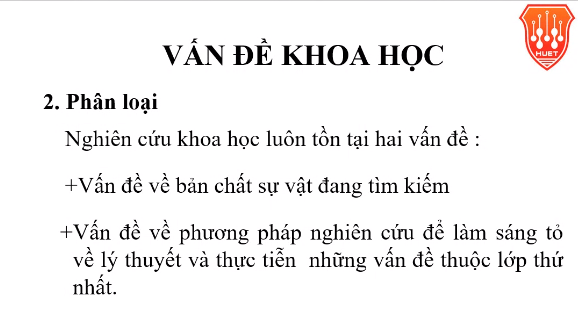 HUET
VẤN ĐỀ KHOA HỌC
2. Phân loại
Nghiên cứu khoa học luôn tồn tại hai vấn đề :
+Vấn đề về bản chất sự vật đang tìm kiếm
+Vấn đề về phương pháp nghiên cứu để làm sáng tỏ
về lý thuyết và thực tiễn những vấn đề thuộc lớp thứ
nhất.